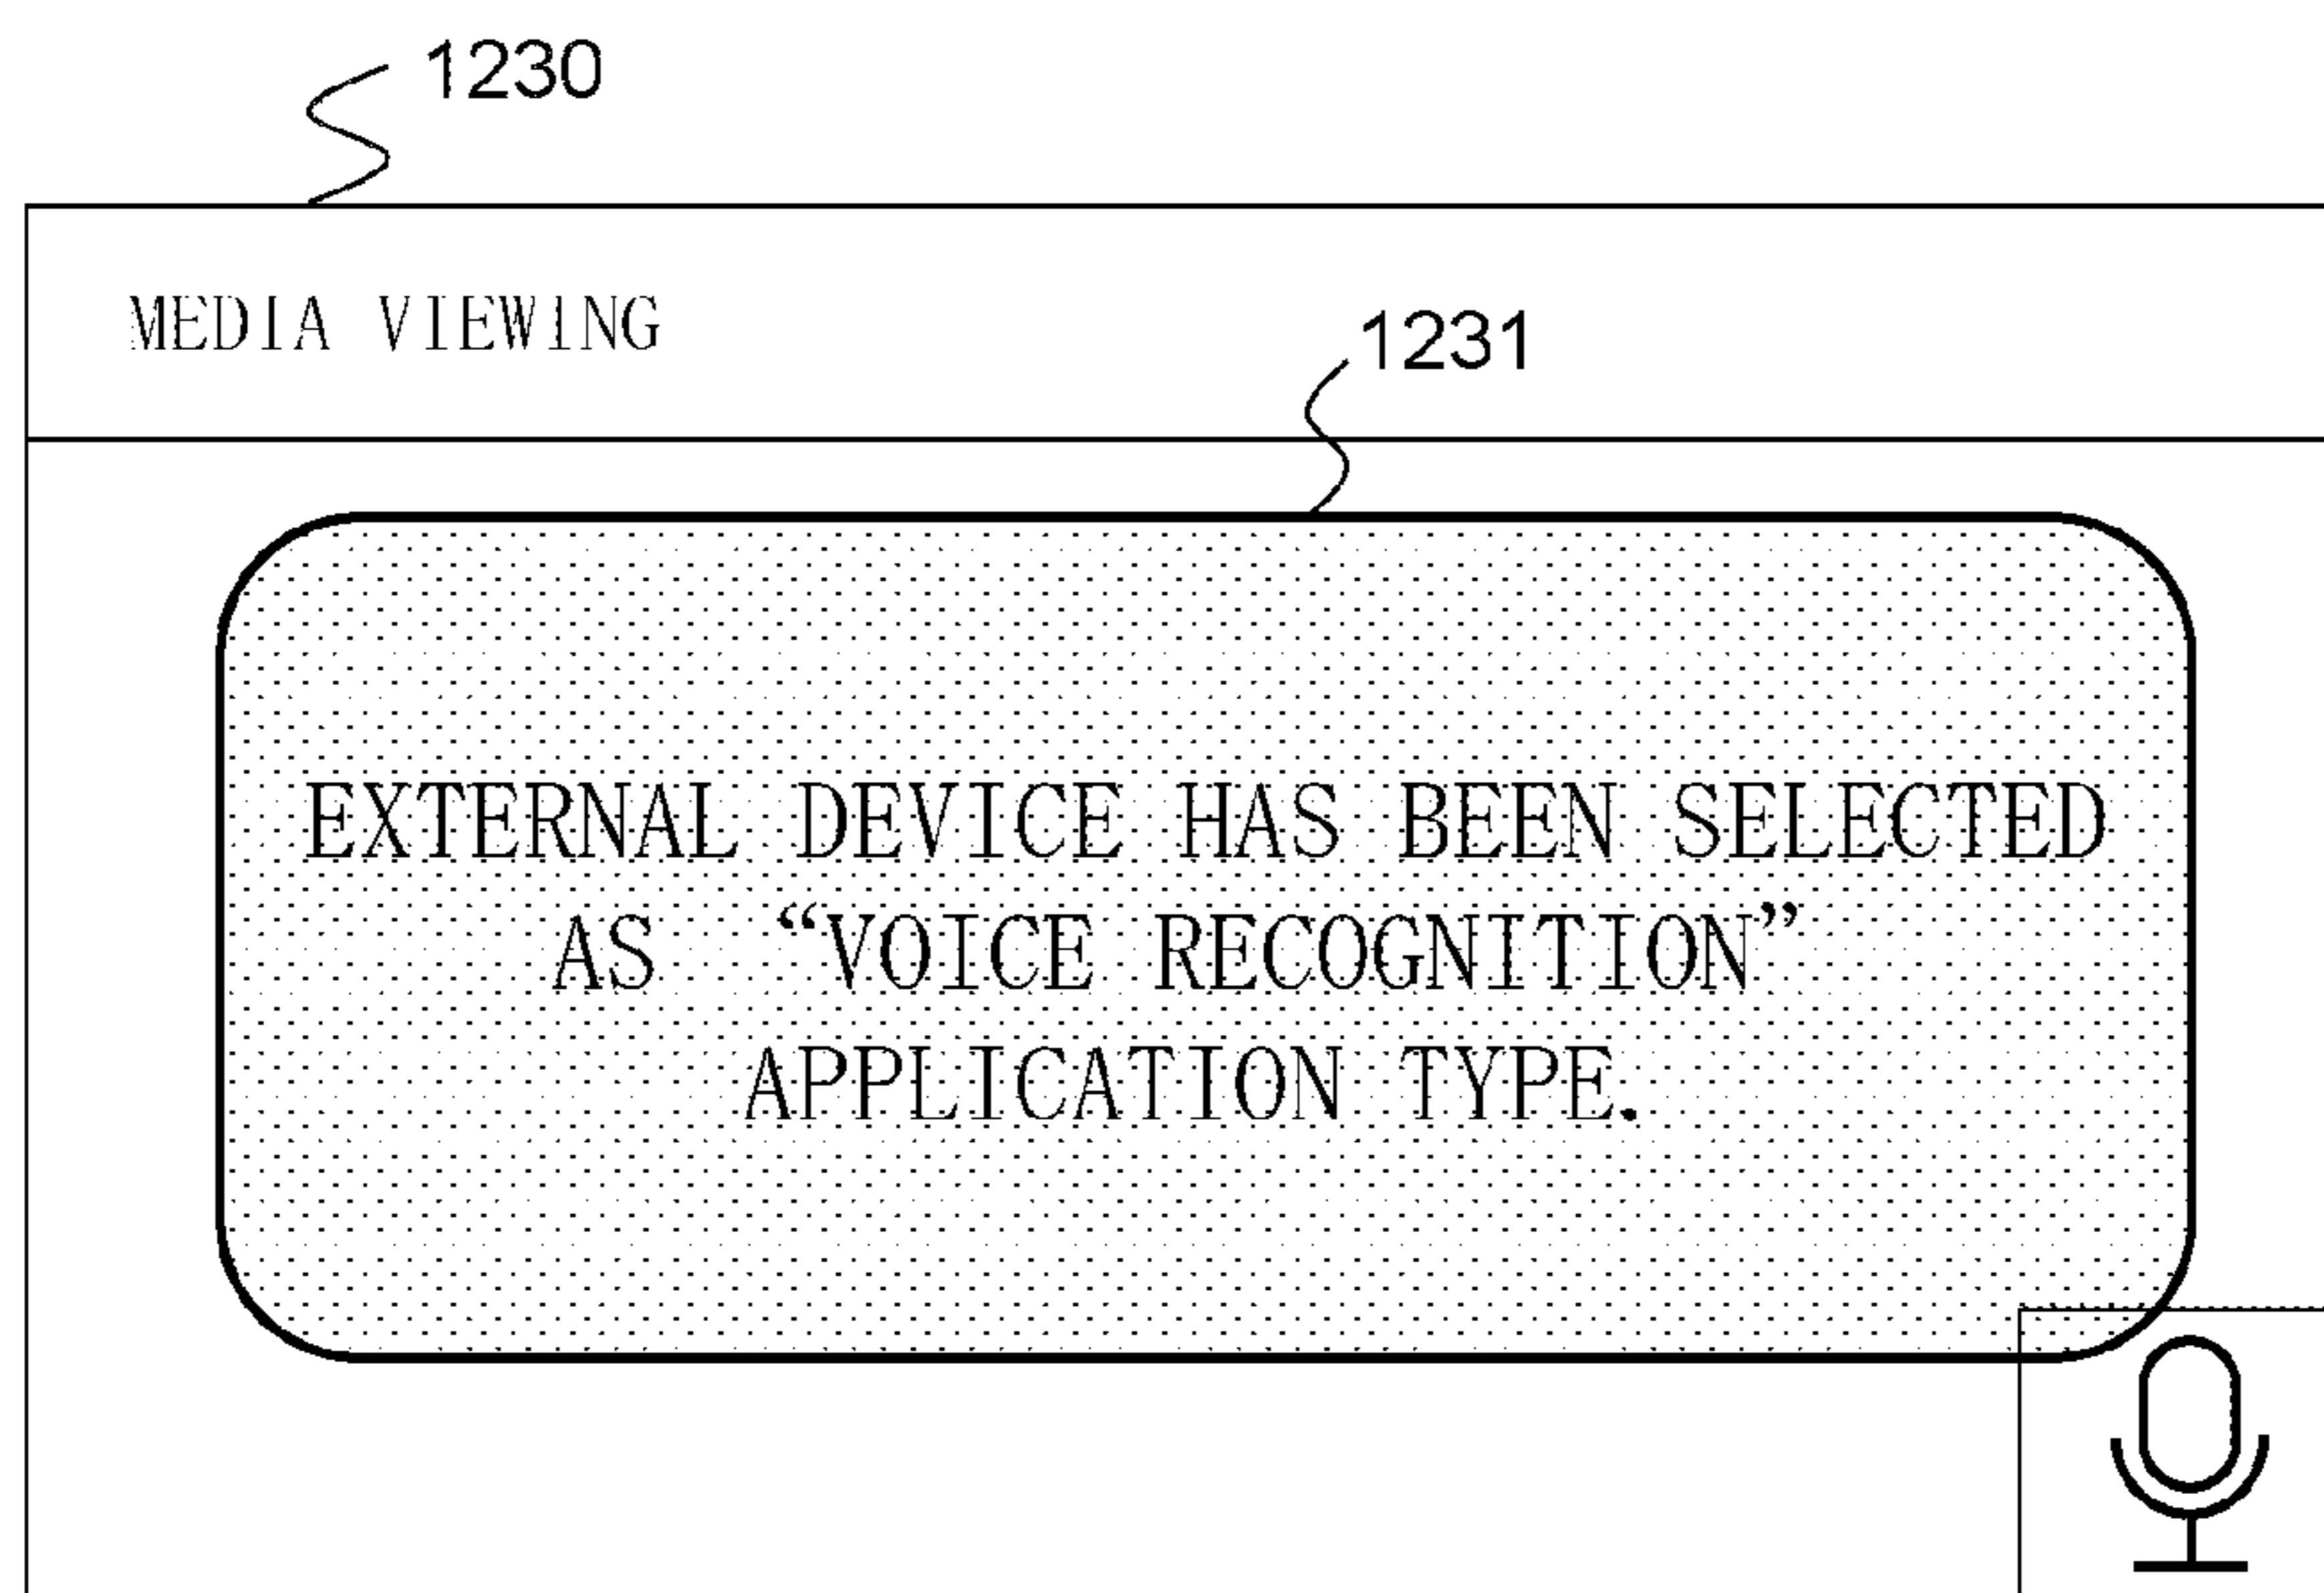 1230
MEDIA VIEWING
1231
EXTERNAL DEVICE HAS BEEN SELECTED
AS “VOICE RECOGNITION”
APPLICATION TYPE.